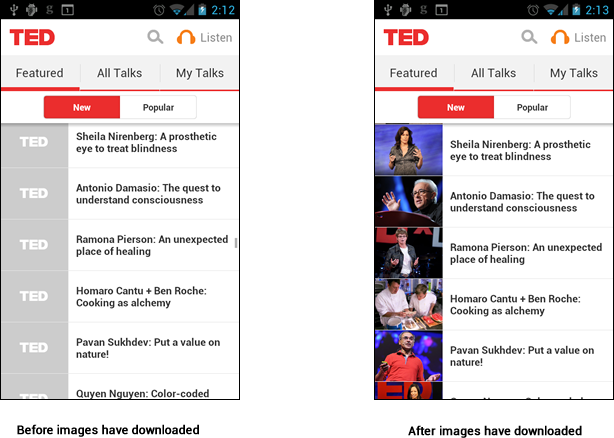 1
2:12
TED
Listen
Featured
All Talks
My Talks
New
Popular
TED
Sheila Nirenberg: A prosthetic
eye to treat blindness
TED
Antonio Damasio: The quest to
understand consciousness
TED
Ramona Pierson: An unexpected
place of healing
TED
Homaro Cantu + Ben Roche:
Cooking as alchemy
TED
Pavan Sukhdev: Put a value on
nature!
TED
Quyen Nguyen: Color-coded
Before images have downloaded
1
2:13
TED
Listen
Featured
All Talks
My Talks
New
Popular
Sheila Nirenberg: A prosthetic
eye to treat blindness
Antonio Damasio: The quest to
understand consciousness
Ramona Pierson: An unexpected
place of healing
Homaro Cantu + Ben Roche:
Cooking as alchemy
Pavan Sukhdev: Put a value on
nature!
After images have downloaded